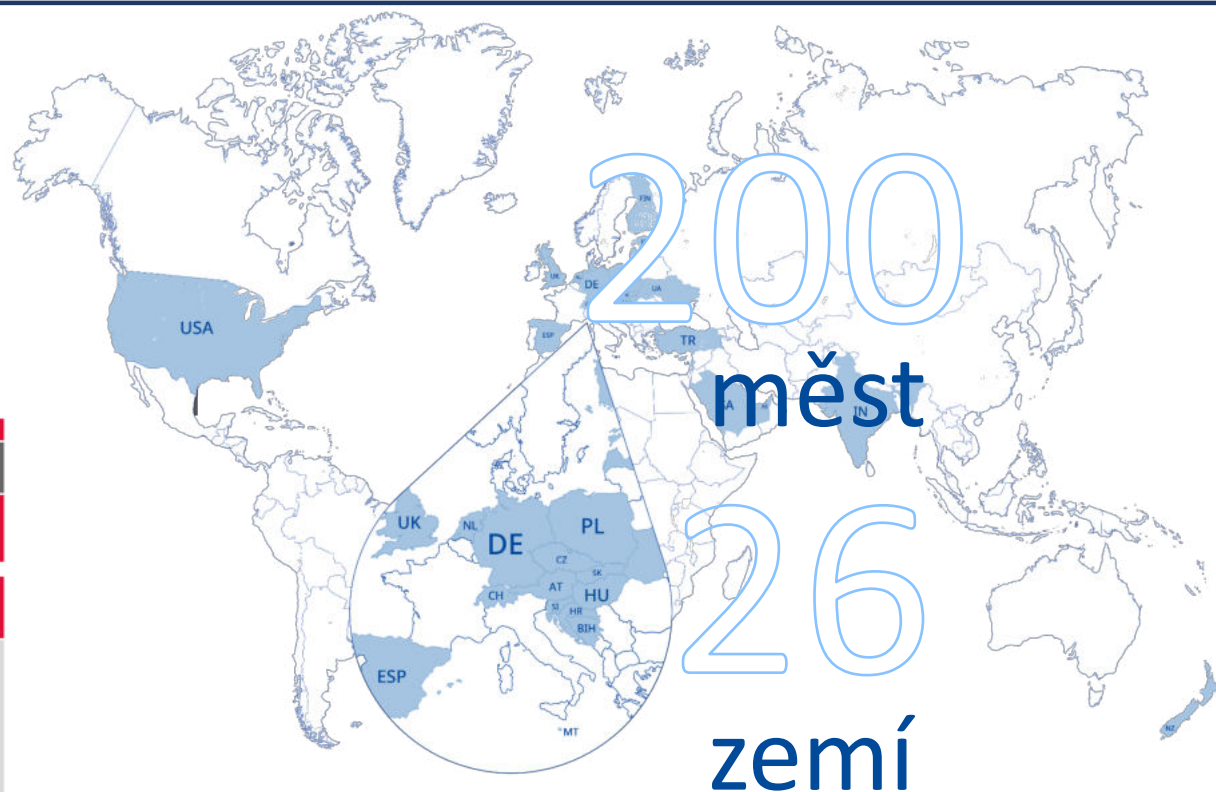 200
měst
26
zemí
USA
FIN
UK
DE
UA
ESP
TR
IN
NZ
UK
NL
DE
PL
CZ
SK
AT
CH
HU
SI
HR
BIH
ESP
MT